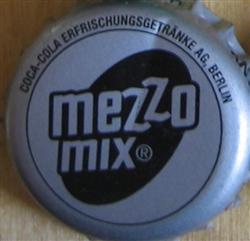 COCA-COLA ERFRISCHUNGSGETRÄNKE AG, BERLIN
mezzo
mix®